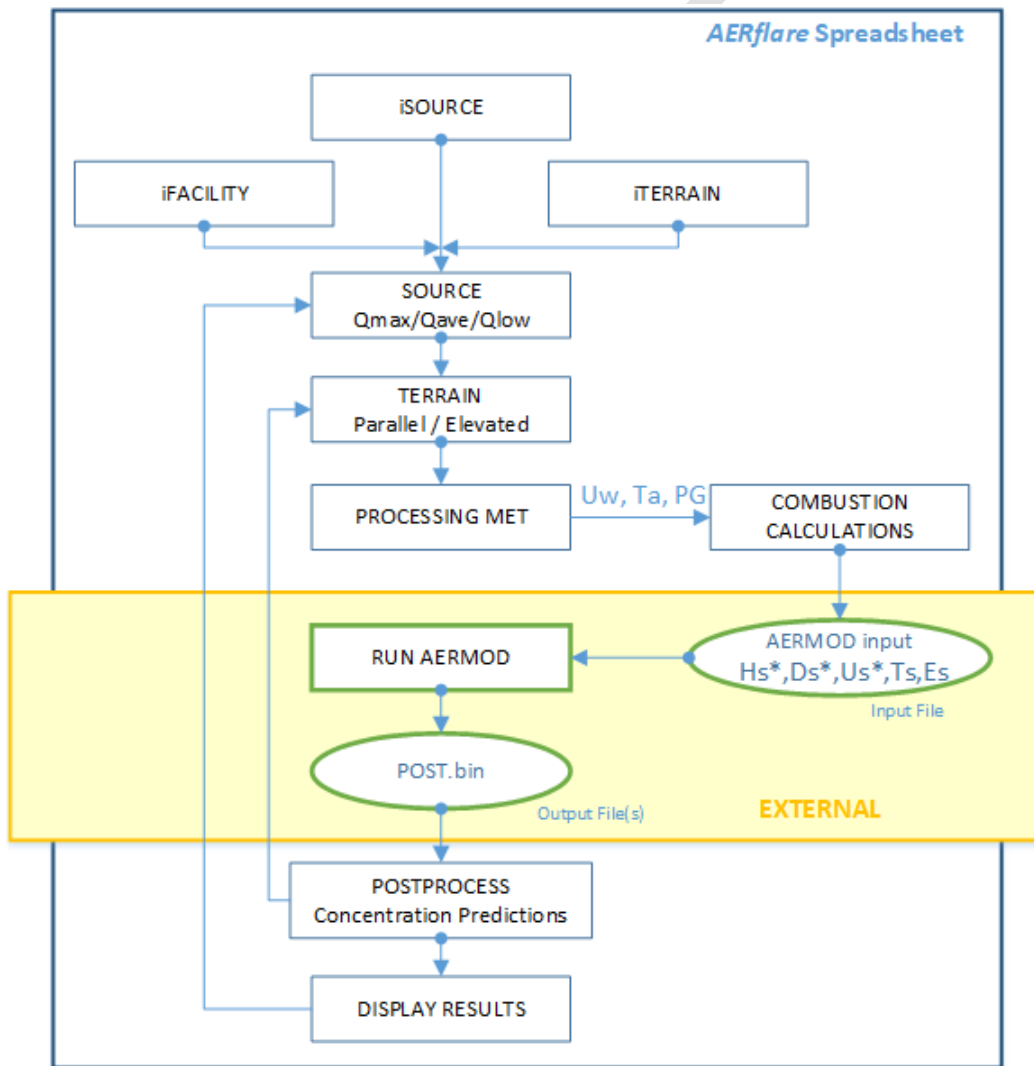 AERflare Spreadsheet
iSOURCE
iFACILITY
iTERRAIN
SOURCE
Qmax/Qave/Qlow
TERRAIN
Parallel / Elevated
PROCESSING MET
Uw, Ta, PG
COMBUSTION
CALCULATIONS
RUN AERMOD
AERMOD input
Hs*,Ds*,Us*,Ts,Es
Input File
POST.bin
Output File(s)
EXTERNAL
POSTPROCESS
Concentration Predictions
DISPLAY RESULTS